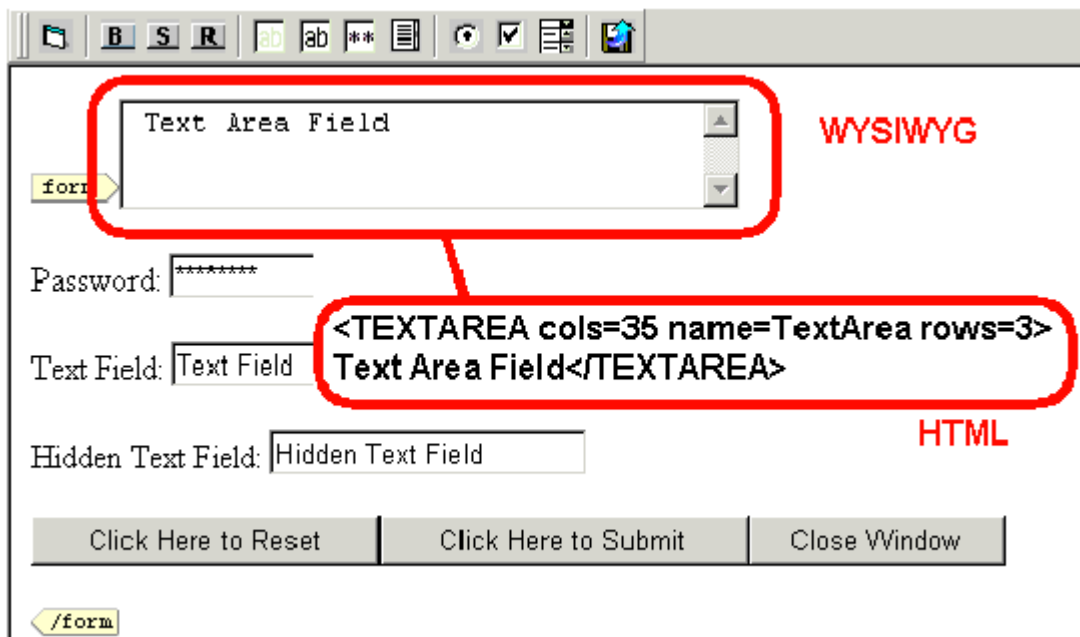 B S R ab ab **
Text Area Field
WYSIWYG
form
Password: ********
<TEXTAREA cols=35 name=TextArea rows=3>
Text Area Field</TEXTAREA>
Text Field: Text Field
HTML
Hidden Text Field: Hidden Text Field
Click Here to Reset Click Here to Submit Close Window
/form